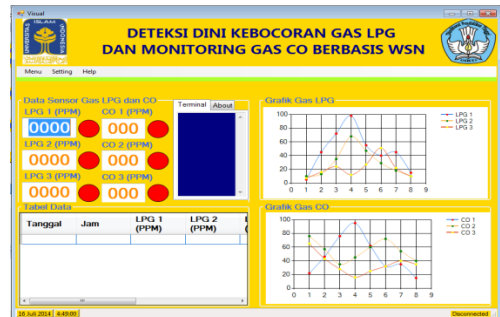 Visual
ISLAM
UNIVERSITAS
INDONESIA
DETEKSI DINI KEBOCORAN GAS LPG
DAN MONITORING GAS CO BERBASIS WSN
Menu Setting Help
Data Sensor Gas LPG dan CO
LPG 1 (PPM) CO 1 (PPM)
0000 000
LPG 2 (PPM) CO 2 (PPM)
0000 000
LPG 3 (PPM) CO 3 (PPM)
0000 000
Terminal About
Grafik Gas LPG
100
80
60
40
20
0
0 1 2 3 4 5 6 7 8 9
LPG 1
LPG 2
LPG 3
Tabel Data
Tanggal Jam LPG 1 (PPM) LPG 2 (PPM)
Grafik Gas CO
100
80
60
40
20
0
0 1 2 3 4 5 6 7 8 9
CO 1
CO 2
CO 3
16 Juli 2014 4:49:00 Disconnected